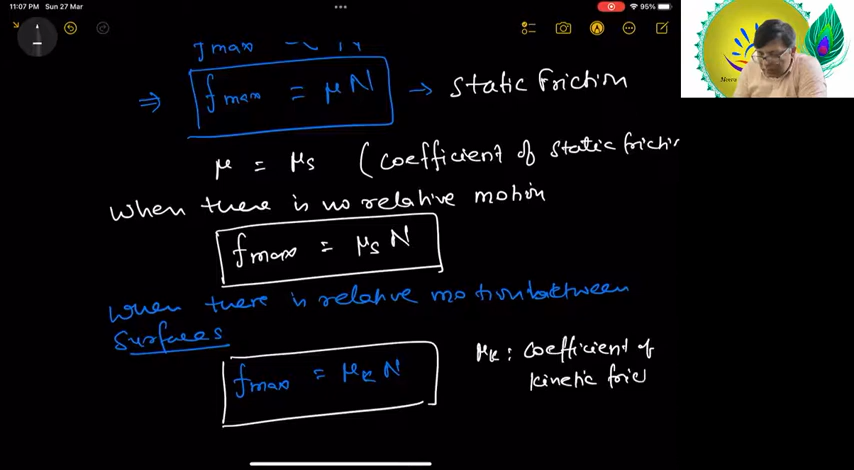 11:07 PM Sun 27 Mar
95%
fmax
⇒ fmax = μN → Static Friction
μ = μs (coefficient of static frictio
when there is no relative motion
fmax = μs N
when there is relative motion between
surfaces
fmax = μk N
μk : coefficient of
kinetic fric